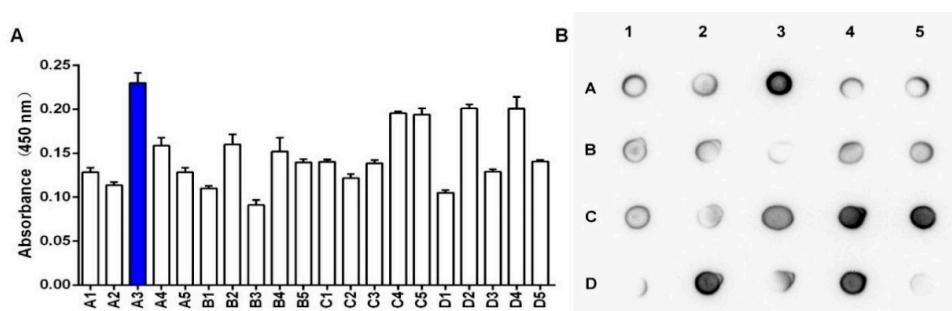 A
Absorbance (450 nm)
0.25
0.20
0.15
0.10
0.05
0.00
A1 A2 A3 A4 A5 B1 B2 B3 B4 B5 C1 C2 C3 C4 C5 D1 D2 D3 D4 D5
B
1 2 3 4 5
A
B
C
D